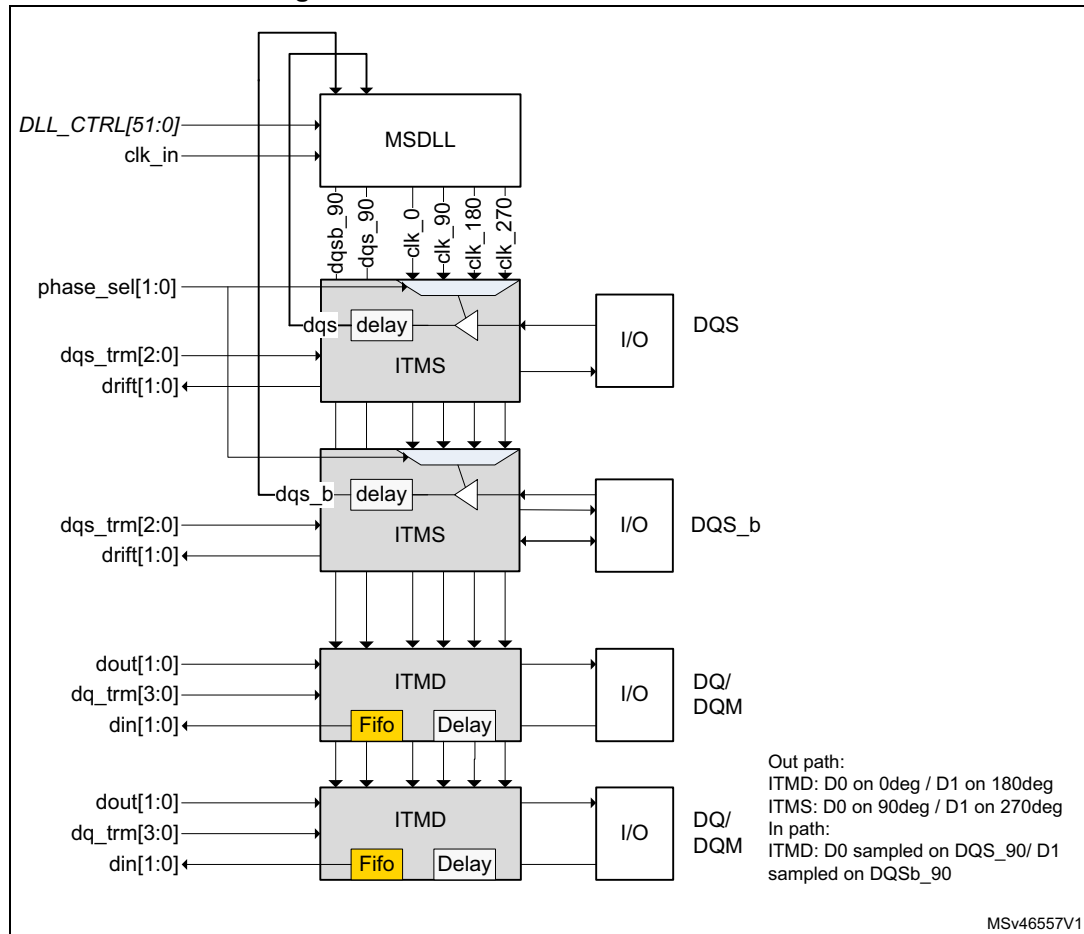 DLL_CTRL[51:0]
clk_in
MSDLL
dqsb_90
dqs_90
clk_0
clk_90
clk_180
clk_270
phase_sel[1:0]
dqs
delay
I/O
DQS
dqs_trm[2:0]
ITMS
drift[1:0]
dqs_b
delay
I/O
DQS_b
dqs_trm[2:0]
ITMS
drift[1:0]
dout[1:0]
ITMD
dq_trm[3:0]
I/O
DQ/
DQM
din[1:0]
Fifo
Delay
dout[1:0]
ITMD
dq_trm[3:0]
I/O
DQ/
DQM
din[1:0]
Fifo
Delay
Out path:
ITMD: D0 on 0deg / D1 on 180deg
ITMS: D0 on 90deg / D1 on 270deg
In path:
ITMD: D0 sampled on DQS_90/ D1
sampled on DQSb_90
MSv46557V1